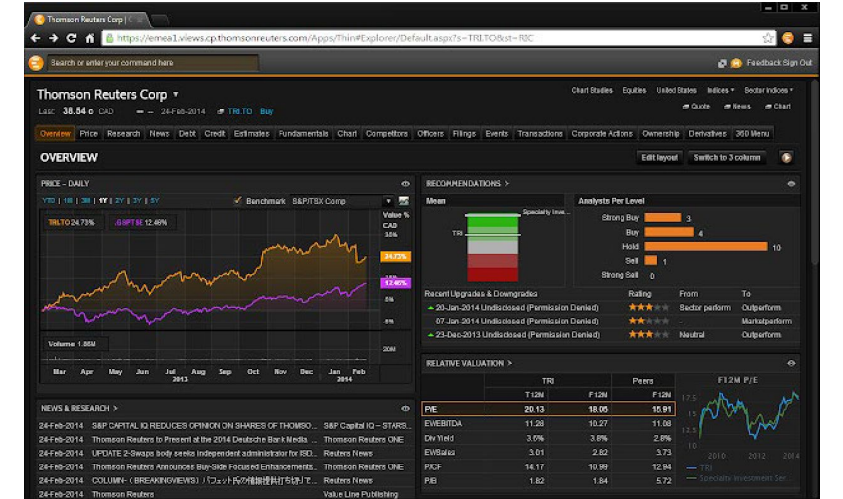 Thomson Reuters Corp |
https://emea1.views.cp.thomsonreuters.com/Apps/Thin#Explorer/Default.aspx?s=TRI.TO&st=RIC
Search or enter your command here
Feedback Sign Out
Thomson Reuters Corp
Chart Studies Equities United States Indices Sector Indices
Last 38.54 CAD 24-Feb-2014 TRI.TO Buy
Quote News Chart
Overview Price Research News Debt Credit Estimates Fundamentals Chart Competitors Officers Filings Events Transactions Corporate Actions Ownership Derivatives 360 Menu
OVERVIEW
Edit layout Switch to 3 column
PRICE - DAILY
YTD | 1M | 3M | 1Y | 2Y | 3Y | 5Y
Benchmark S&P/TSX Comp
Value %
CAD
TRI.TO 24.73% .GSPTSE 12.46%
24.73%
12.46%
Volume 1.86M
20M
Mar Apr May Jun Jul Aug Sep Oct Nov Dec Jan Feb
2013 2014
NEWS & RESEARCH >
24-Feb-2014 S&P CAPITAL IQ REDUCES OPINION ON SHARES OF THOMSO... S&P Capital IQ - STARS...
24-Feb-2014 Thomson Reuters to Present at the 2014 Deutsche Bank Media ... Thomson Reuters ONE
24-Feb-2014 UPDATE 2-Swaps body seeks independent administrator for ISD... Reuters News
24-Feb-2014 Thomson Reuters Announces Buy-Side Focused Enhancements... Thomson Reuters ONE
24-Feb-2014 COLUMN- (BREAKINGVIEWS) Reuters News
24-Feb-2014 Thomson Reuters Value Line Publishing
RECOMMENDATIONS >
Mean
Specialty Inve...
TRI
Analysts Per Level
Strong Buy 3
Buy 4
Hold 10
Sell 1
Strong Sell 0
Recent Upgrades & Downgrades Rating From To
20-Jan-2014 Undisclosed (Permission Denied) Sector perform Outperform
07-Jan-2014 Undisclosed (Permission Denied) - Marketperform
23-Dec-2013 Undisclosed (Permission Denied) Neutral Outperform
RELATIVE VALUATION >
TRI Peers
T12M F12M F12M
P/E 20.13 18.05 15.91
EV/EBITDA 11.28 10.27 11.08
Div Yield 3.6% 3.8% 2.8%
EV/Sales 3.01 2.82 3.73
P/CF 14.17 10.99 12.94
P/B 1.82 1.84 5.72
F12M P/E
17.5
15
12.5
10
2010 2012 2014
TRI
Specialty Investment Ser...